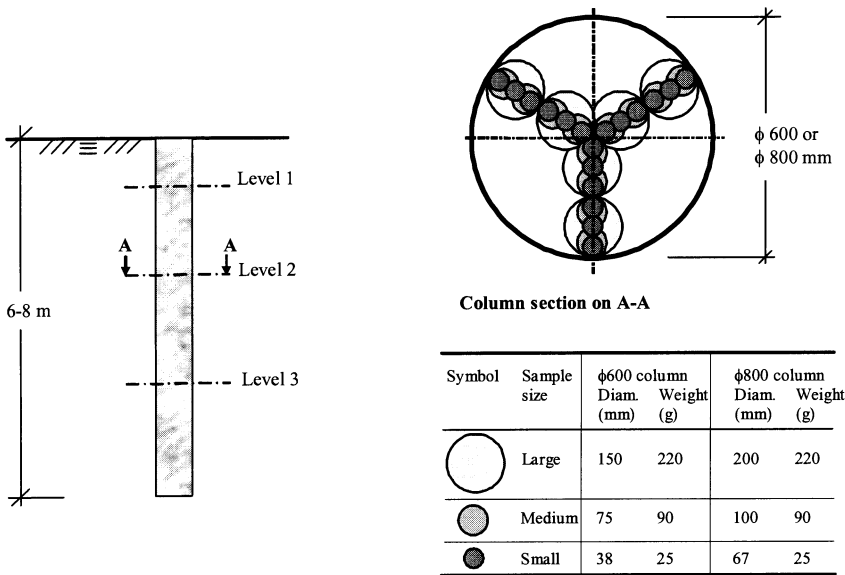 Level 1
A A
Level 2
6-8 m
Level 3
ϕ 600 or
ϕ 800 mm
Column section on A-A
Symbol Sample size ϕ600 column ϕ800 column
Diam. (mm) Weight (g) Diam. (mm) Weight (g)
Large 150 220 200 220
Medium 75 90 100 90
Small 38 25 67 25